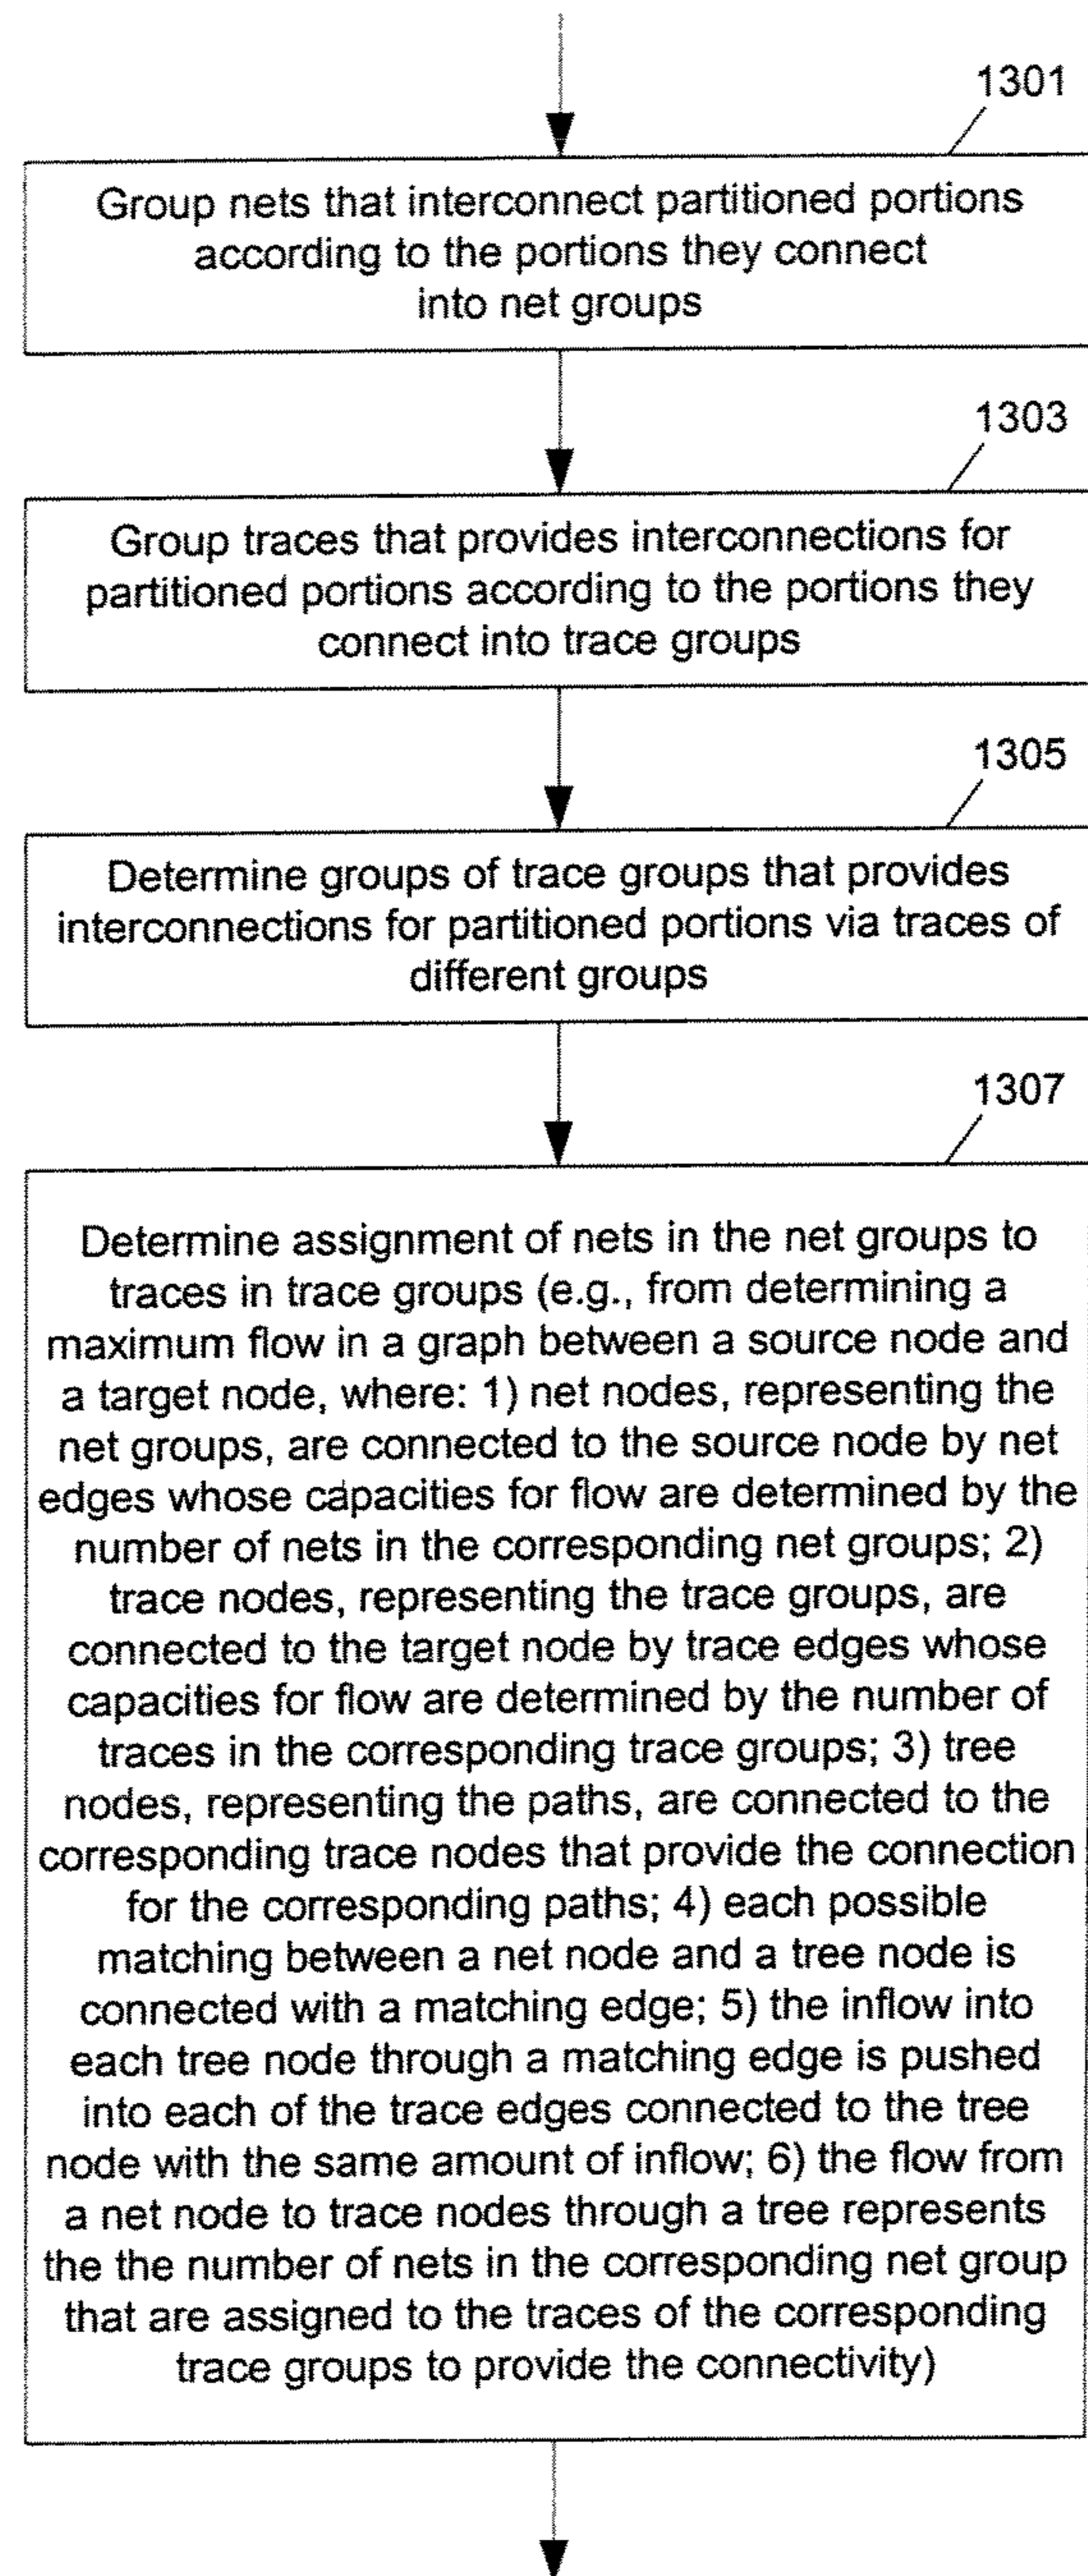 1301
Group nets that interconnect partitioned portions
according to the portions they connect
into net groups
1303
Group traces that provides interconnections for
partitioned portions according to the portions they
connect into trace groups
1305
Determine groups of trace groups that provides
interconnections for partitioned portions via traces of
different groups
1307
Determine assignment of nets in the net groups to
traces in trace groups (e.g., from determining a
maximum flow in a graph between a source node and
a target node, where: 1) net nodes, representing the
net groups, are connected to the source node by net
edges whose capacities for flow are determined by the
number of nets in the corresponding net groups; 2)
trace nodes, representing the trace groups, are
connected to the target node by trace edges whose
capacities for flow are determined by the number of
traces in the corresponding trace groups; 3) tree
nodes, representing the paths, are connected to the
corresponding trace nodes that provide the connection
for the corresponding paths; 4) each possible
matching between a net node and a tree node is
connected with a matching edge; 5) the inflow into
each tree node through a matching edge is pushed
into each of the trace edges connected to the tree
node with the same amount of inflow; 6) the flow from
a net node to trace nodes through a tree represents
the the number of nets in the corresponding net group
that are assigned to the traces of the corresponding
trace groups to provide the connectivity)